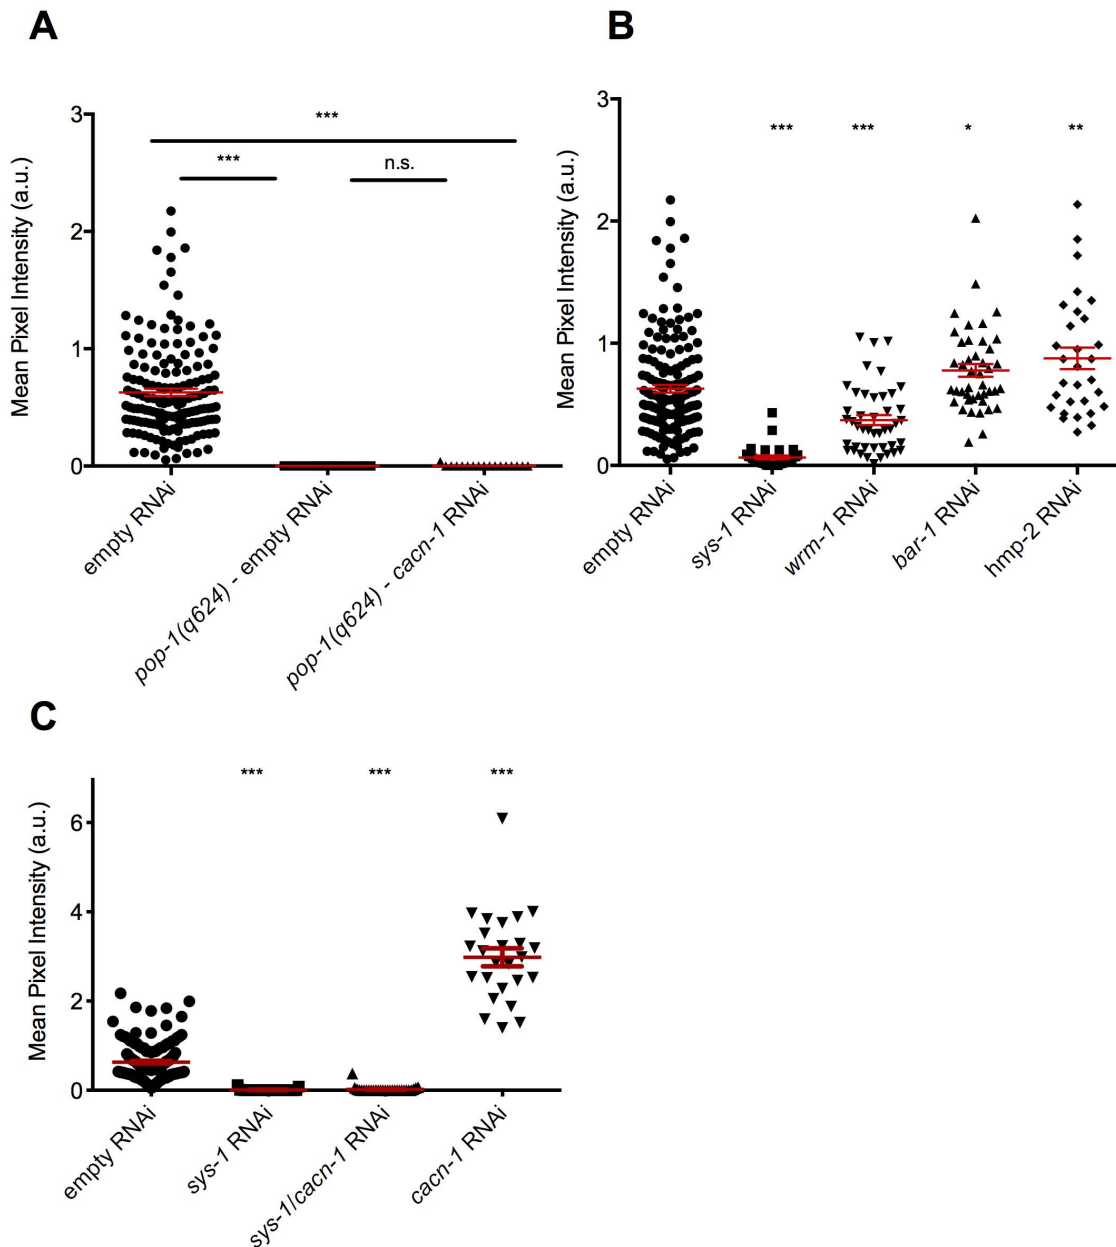 A
Mean Pixel Intensity (a.u.)
3
2
1
0
***
***
n.s.
empty RNAi
pop-1(q624) - empty RNAi
pop-1(q624) - cacn-1 RNAi
B
Mean Pixel Intensity (a.u.)
3
2
1
0
***
***
*
**
empty RNAi
sys-1 RNAi
wrm-1 RNAi
bar-1 RNAi
hmp-2 RNAi
C
Mean Pixel Intensity (a.u.)
6
4
2
0
***
***
***
empty RNAi
sys-1 RNAi
sys-1/cacn-1 RNAi
cacn-1 RNAi